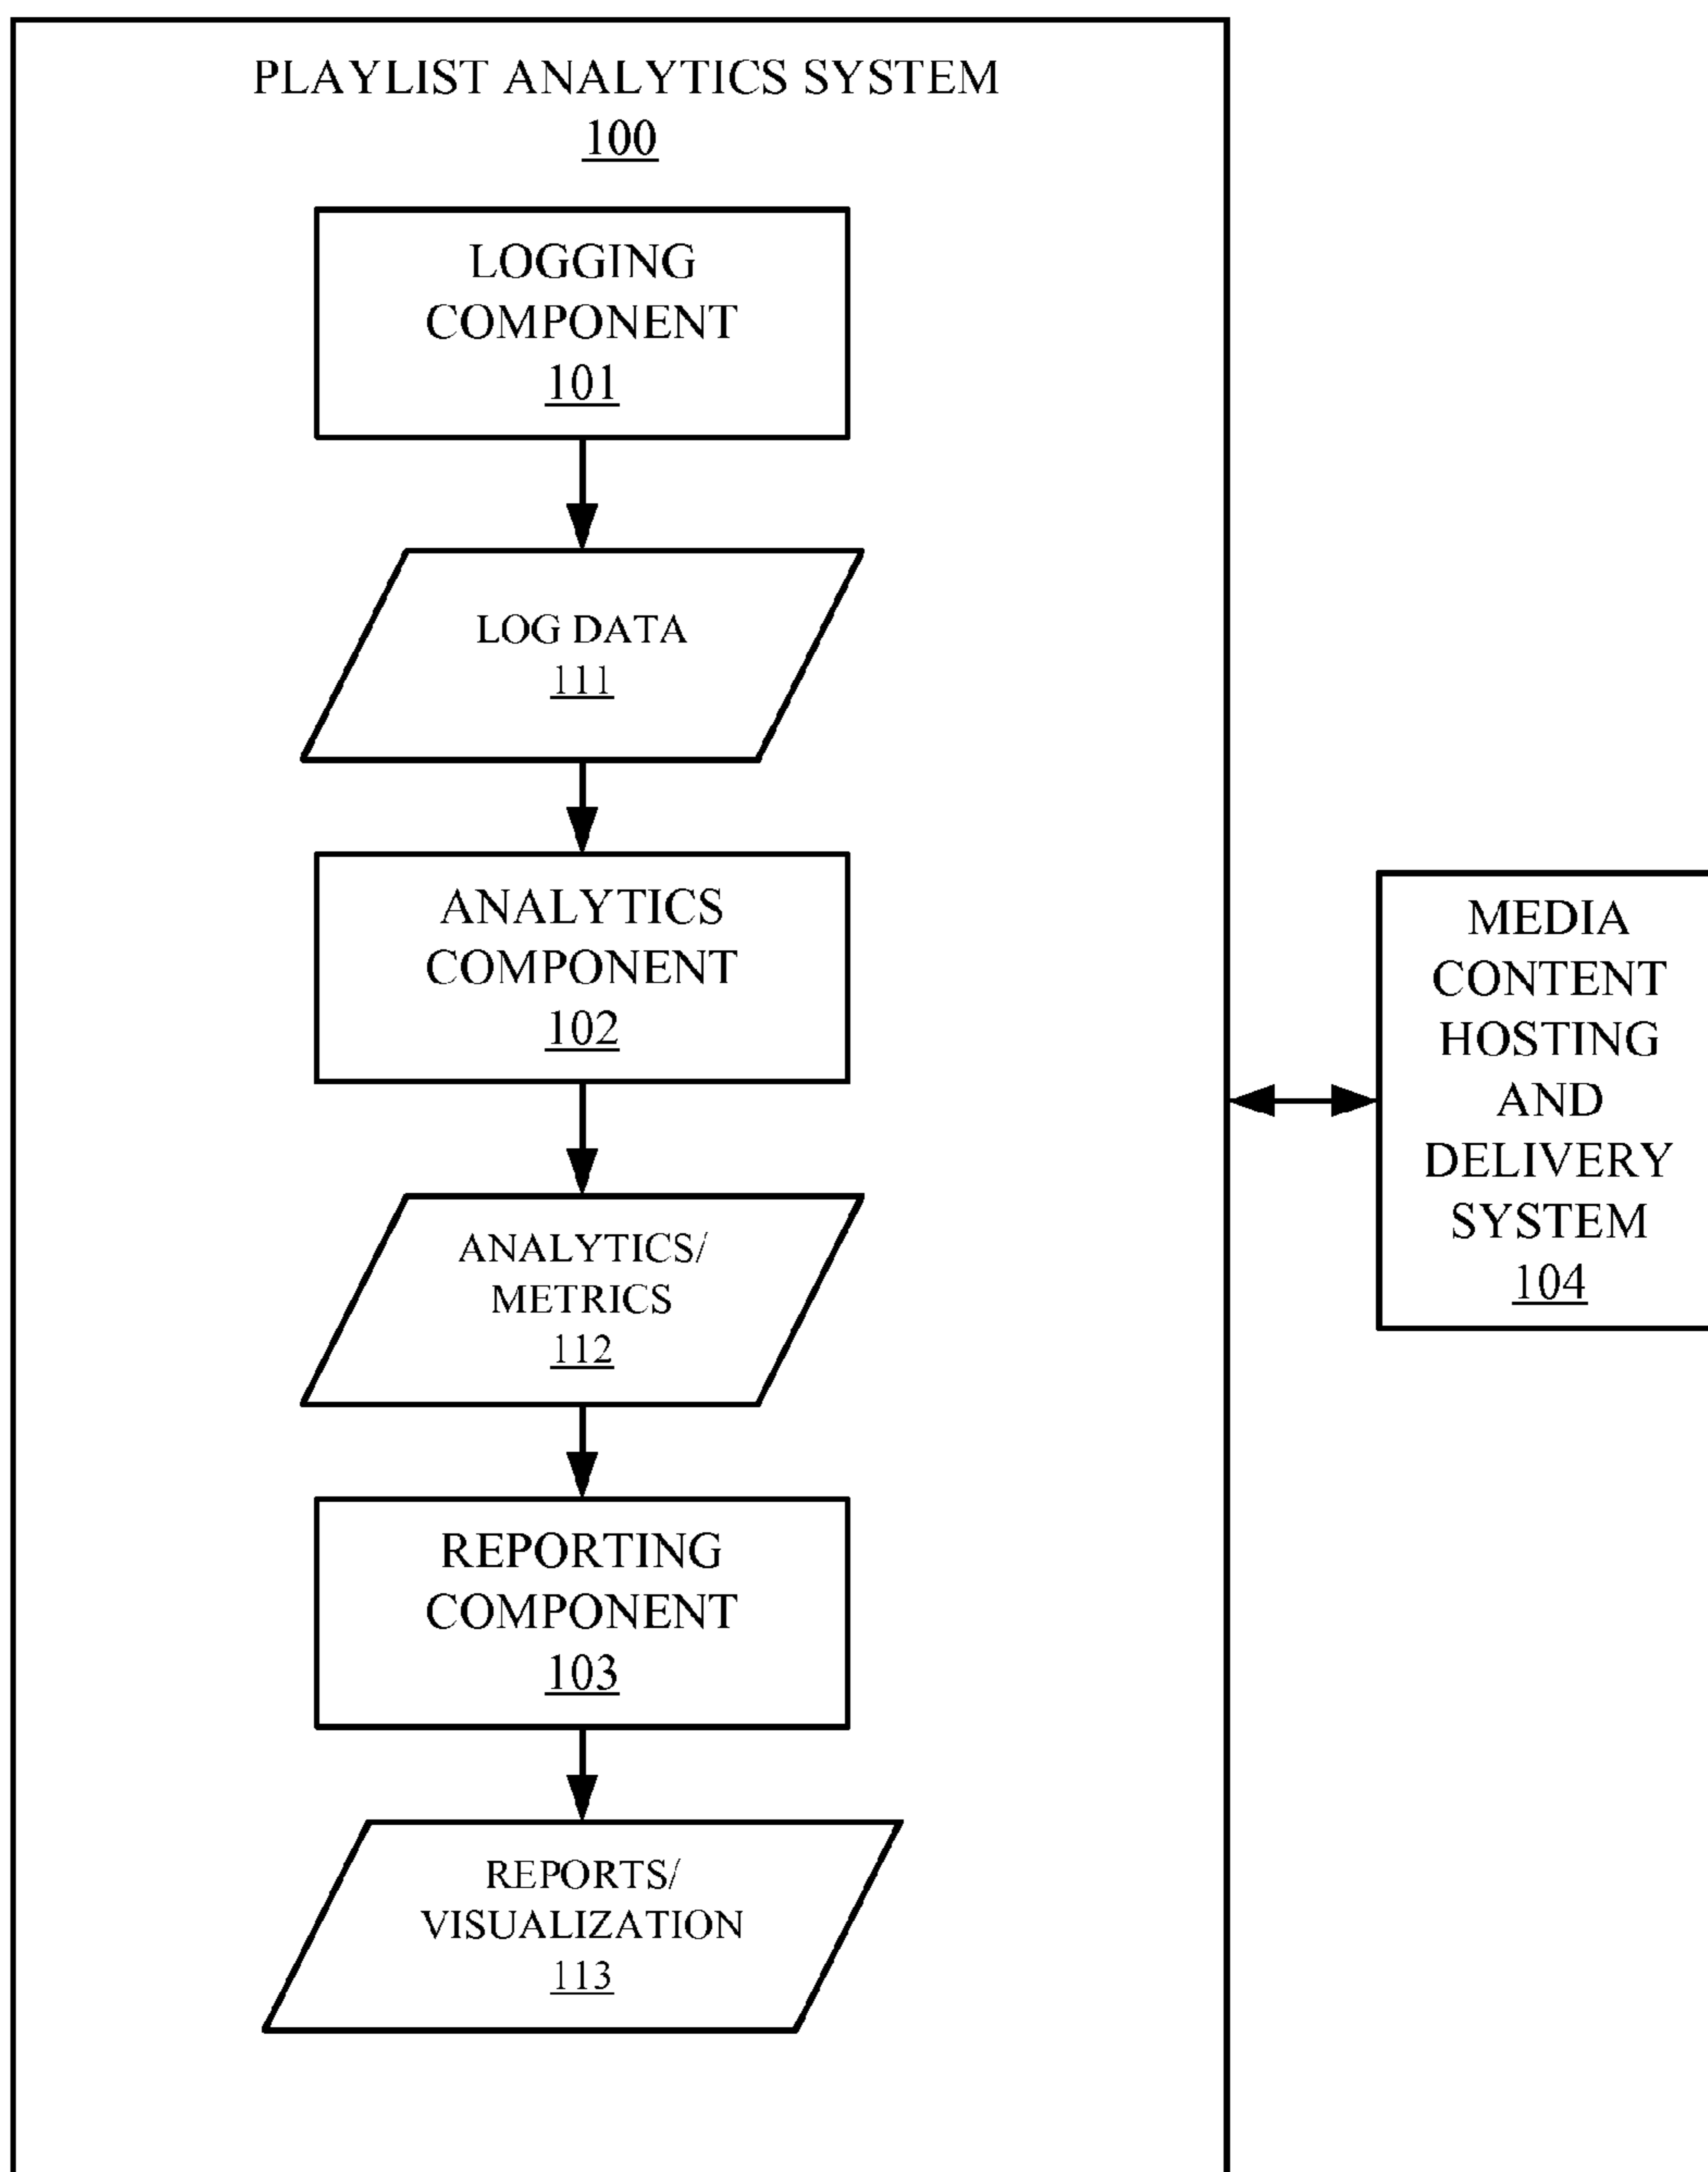 PLAYLIST ANALYTICS SYSTEM
100
LOGGING
COMPONENT
101
LOG DATA
111
ANALYTICS
COMPONENT
102
ANALYTICS/
METRICS
112
REPORTING
COMPONENT
103
REPORTS/
VISUALIZATION
113
MEDIA
CONTENT
HOSTING
AND
DELIVERY
SYSTEM
104